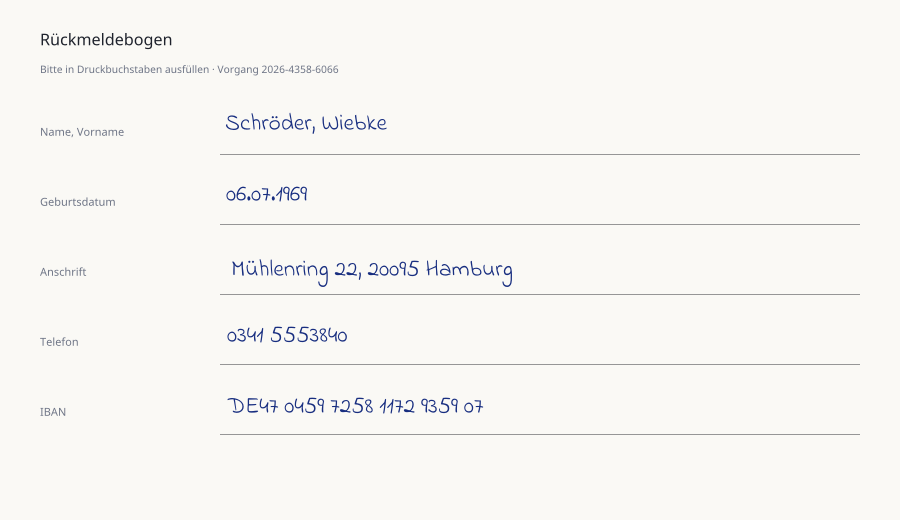 Rückmeldebogen
Bitte in Druckbuchstaben ausfüllen · Vorgang 2026-4358-6066
Name, Vorname Schröder, Wiebke
Geburtsdatum 06.07.1969
Anschrift Mühlenring 22, 20095 Hamburg
Telefon 0341 5553840
IBAN DE47 0459 7258 1172 9359 07